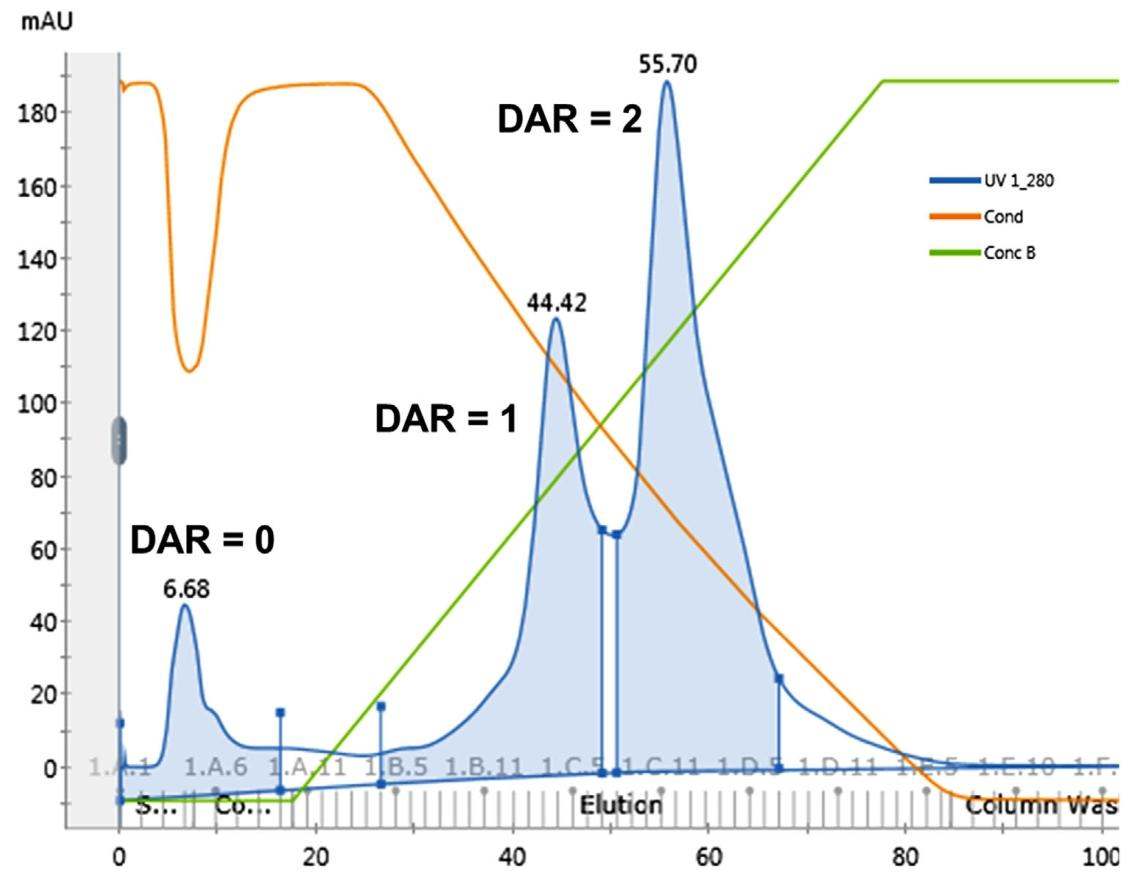 mAU
55.70
180
DAR = 2
160
UV 1_280
Cond
140
Conc B
44.42
120
100
DAR = 1
80
60
DAR = 0
6.68
40
20
0
1.A.1 1.A.6 1.A.11 1.B.5 1.B.11 1.C.5 1.C 11 1.D.5 1.D.11 1.E.5 1.E.10 1.F.
S... Co... Elution Column Was
0 20 40 60 80 100